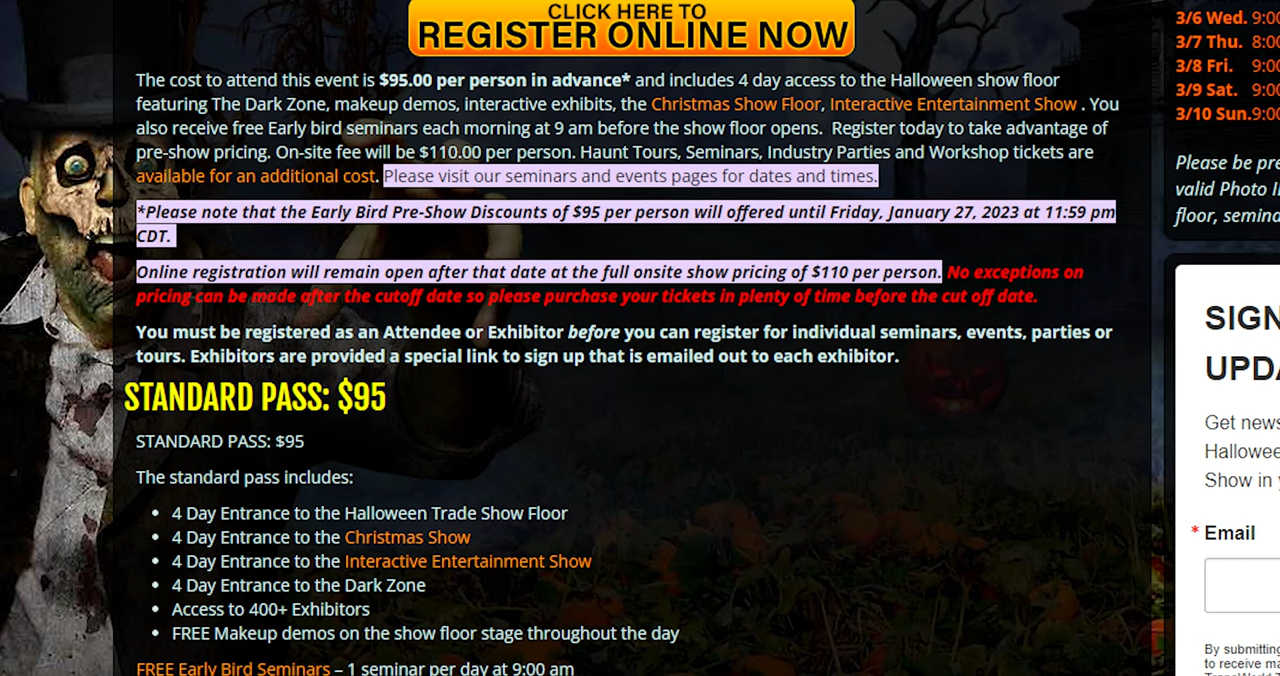 CLICK HERE TO
REGISTER ONLINE NOW
The cost to attend this event is $95.00 per person in advance* and includes 4 day access to the Halloween show floor
featuring The Dark Zone, makeup demos, interactive exhibits, the Christmas Show Floor, Interactive Entertainment Show . You
also receive free Early bird seminars each morning at 9 am before the show floor opens.  Register today to take advantage of
pre-show pricing. On-site fee will be $110.00 per person. Haunt Tours, Seminars, Industry Parties and Workshop tickets are
available for an additional cost. Please visit our seminars and events pages for dates and times.
*Please note that the Early Bird Pre-Show Discounts of $95 per person will offered until Friday, January 27, 2023 at 11:59 pm
CDT.
Online registration will remain open after that date at the full onsite show pricing of $110 per person. No exceptions on
pricing can be made after the cutoff date so please purchase your tickets in plenty of time before the cut off date.
You must be registered as an Attendee or Exhibitor before you can register for individual seminars, events, parties or
tours. Exhibitors are provided a special link to sign up that is emailed out to each exhibitor.
STANDARD PASS: $95
STANDARD PASS: $95
The standard pass includes:
• 4 Day Entrance to the Halloween Trade Show Floor
• 4 Day Entrance to the Christmas Show
• 4 Day Entrance to the Interactive Entertainment Show
• 4 Day Entrance to the Dark Zone
• Access to 400+ Exhibitors
• FREE Makeup demos on the show floor stage throughout the day
FREE Early Bird Seminars – 1 seminar per day at 9:00 am
3/6 Wed. 9:00
3/7 Thu. 8:00
3/8 Fri. 9:00
3/9 Sat. 9:00
3/10 Sun.9:00
Please be pre
valid Photo I
floor, semina
SIGN
UPDA
Get news
Hallowee
Show in y
* Email
By submitting
to receive ma